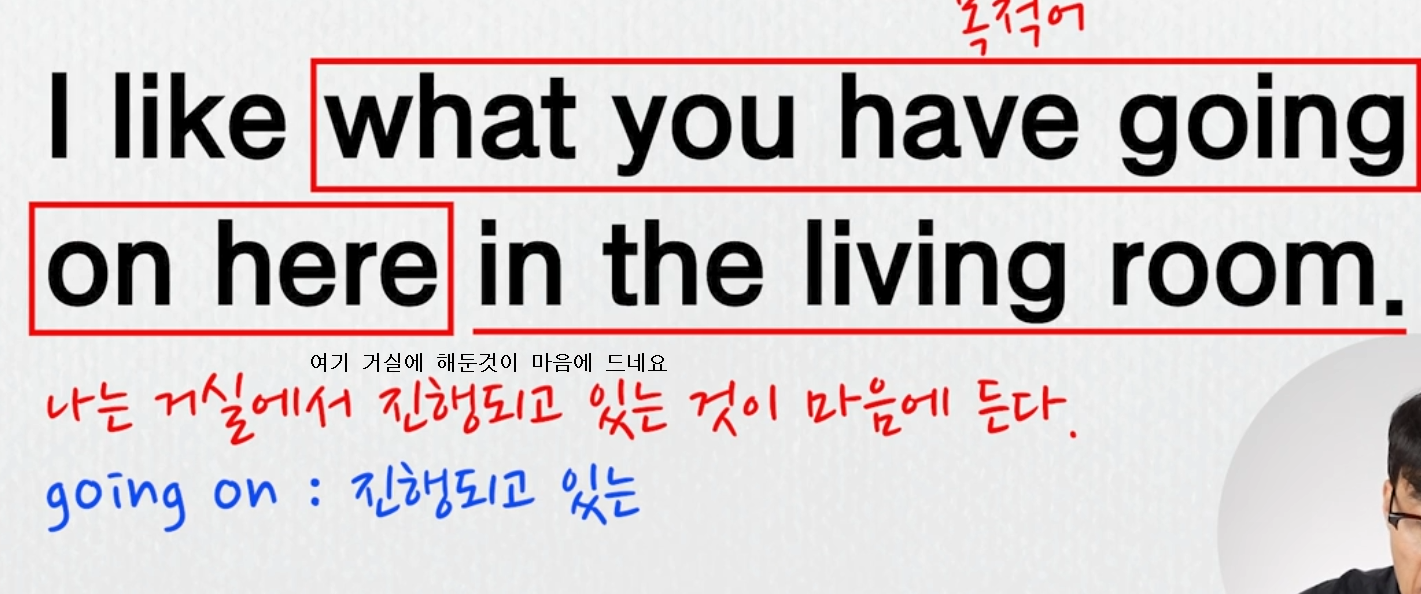 목적어
I like what you have going
on here in the living room.
여기 거실에 해둔것이 마음에 드네요
나는 거실에서 진행되고 있는 것이 마음에 든다.
going on : 진행되고 있는